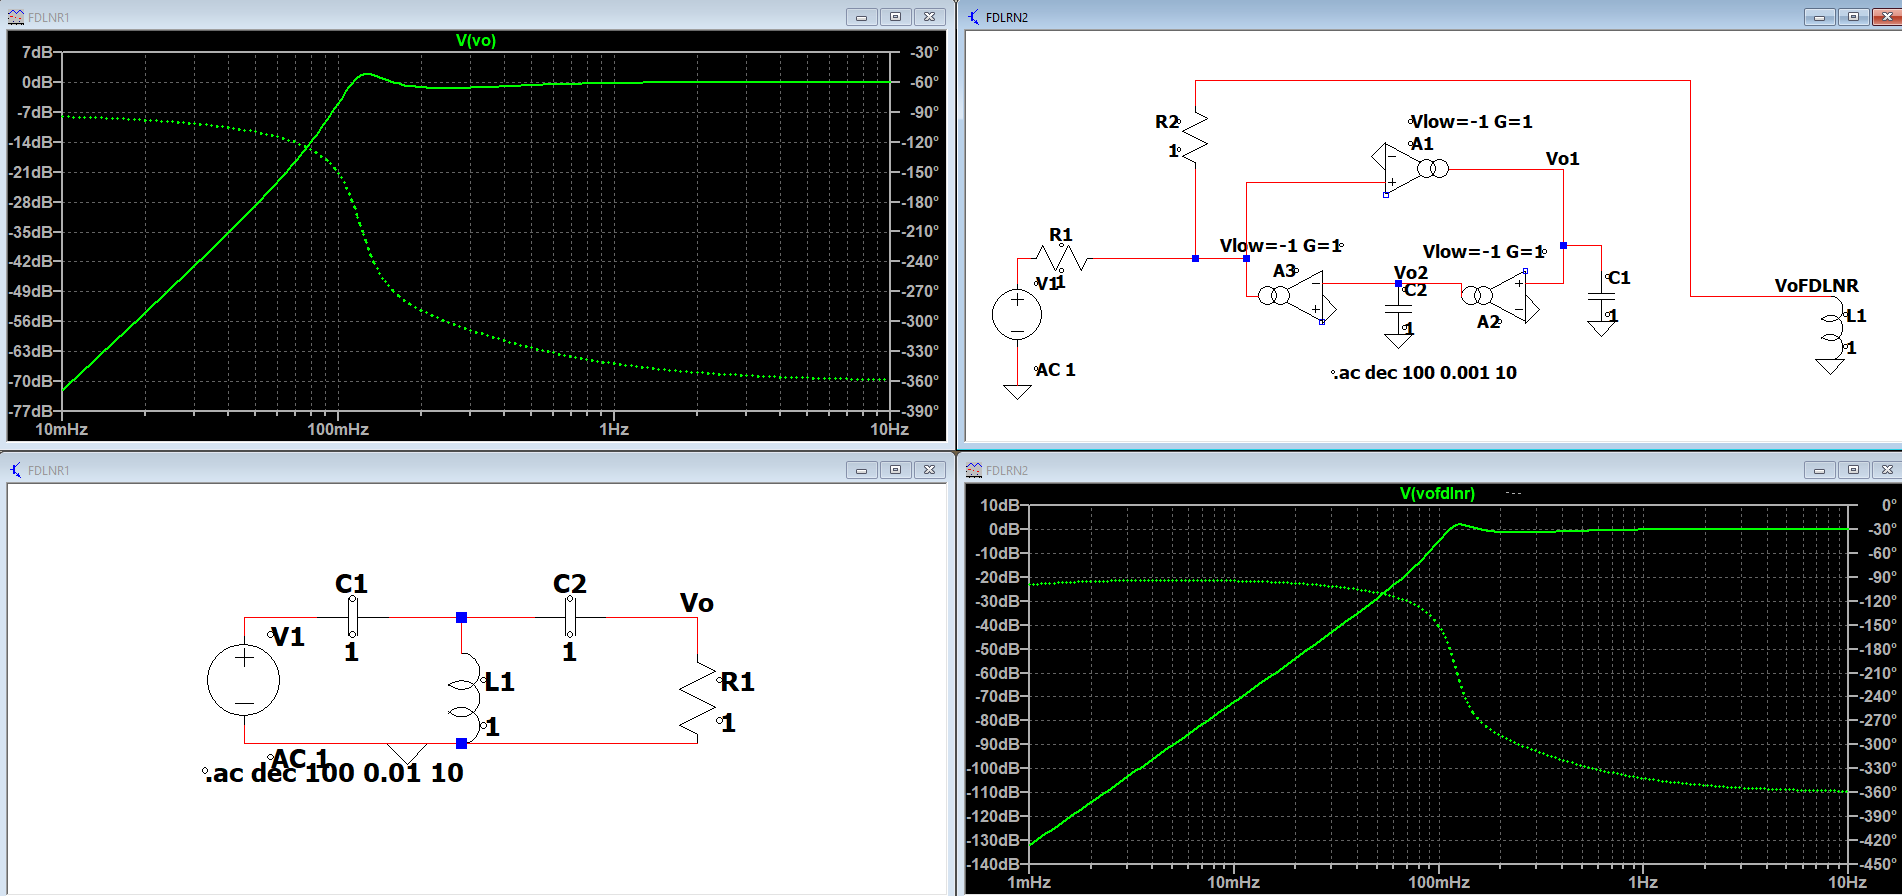 FDLNR1
V(vo)
7dB
0dB
-7dB
-14dB
-21dB
-28dB
-35dB
-42dB
-49dB
-56dB
-63dB
-70dB
-77dB
-30°
-60°
-90°
-120°
-150°
-180°
-210°
-240°
-270°
-300°
-330°
-360°
-390°
10mHz 100mHz 1Hz 10Hz
FDLRN2
Vlow=-1 G=1
R2
A1
1
Vo1
R1
Vlow=-1 G=1
Vlow=-1 G=1
A3
Vo2
V1
1
C2
C1
VoFDLNR
1
A2
1
L1
1
AC 1
.ac dec 100 0.001 10
FDLNR1
C1
C2
Vo
V1
1
1
L1
R1
1
1
AC 1
.ac dec 100 0.01 10
FDLRN2
V(vofdlnr)
10dB
0dB
-10dB
-20dB
-30dB
-40dB
-50dB
-60dB
-70dB
-80dB
-90dB
-100dB
-110dB
-120dB
-130dB
-140dB
0°
-30°
-60°
-90°
-120°
-150°
-180°
-210°
-240°
-270°
-300°
-330°
-360°
-390°
-420°
-450°
1mHz 10mHz 100mHz 1Hz 10Hz